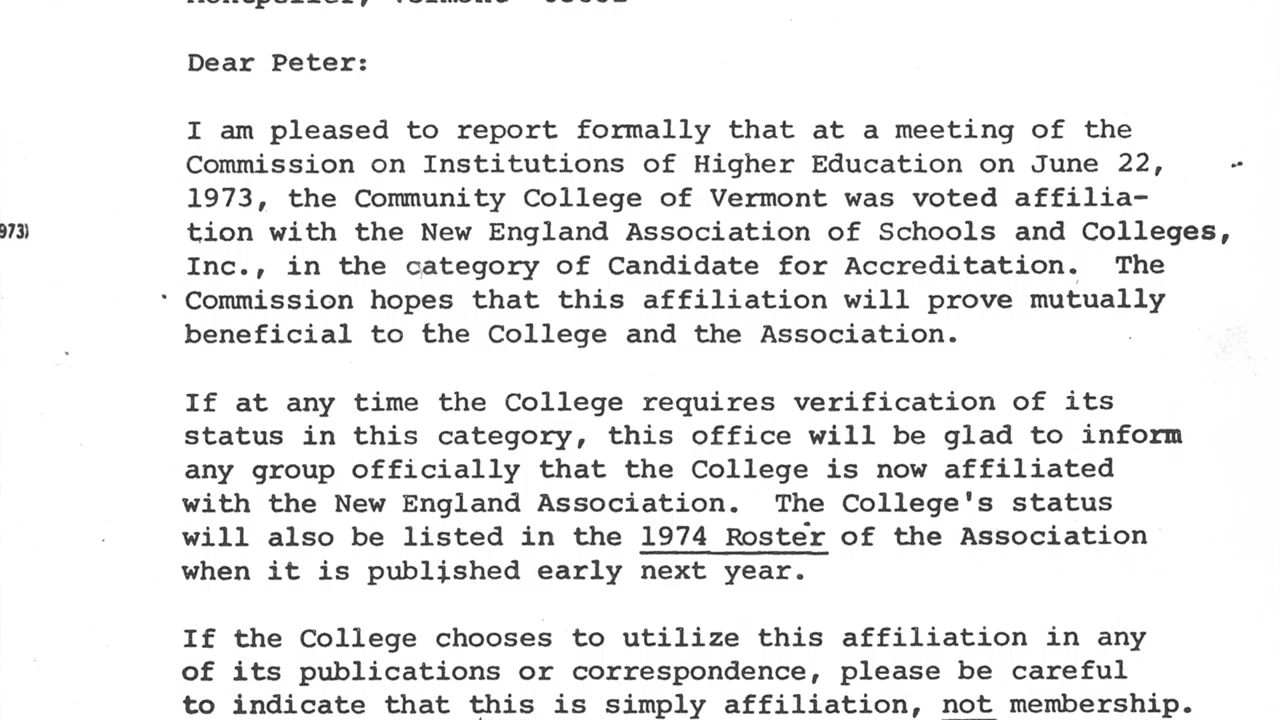 Dear Peter:
I am pleased to report formally that at a meeting of the
Commission on Institutions of Higher Education on June 22,
1973, the Community College of Vermont was voted affilia-
973)
tion with the New England Association of Schools and Colleges,
Inc., in the category of Candidate for Accreditation. The
Commission hopes that this affiliation will prove mutually
beneficial to the College and the Association.
If at any time the College requires verification of its
status in this category, this office will be glad to inform
any group officially that the College is now affiliated
with the New England Association. The College's status
will also be listed in the 1974 Roster of the Association
when it is published early next year.
If the College chooses to utilize this affiliation in any
of its publications or correspondence, please be careful
to indicate that this is simply affiliation, not membership.